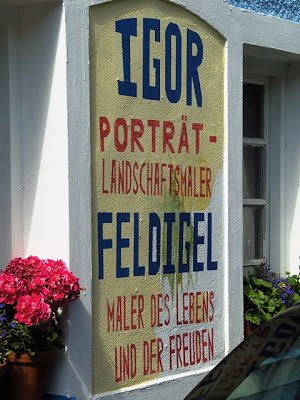 IGOR
PORTRÄT-
LANDSCHAFTSMALER
FELDIGEL
MALER DES LEBENS
UND DER FREUDEN